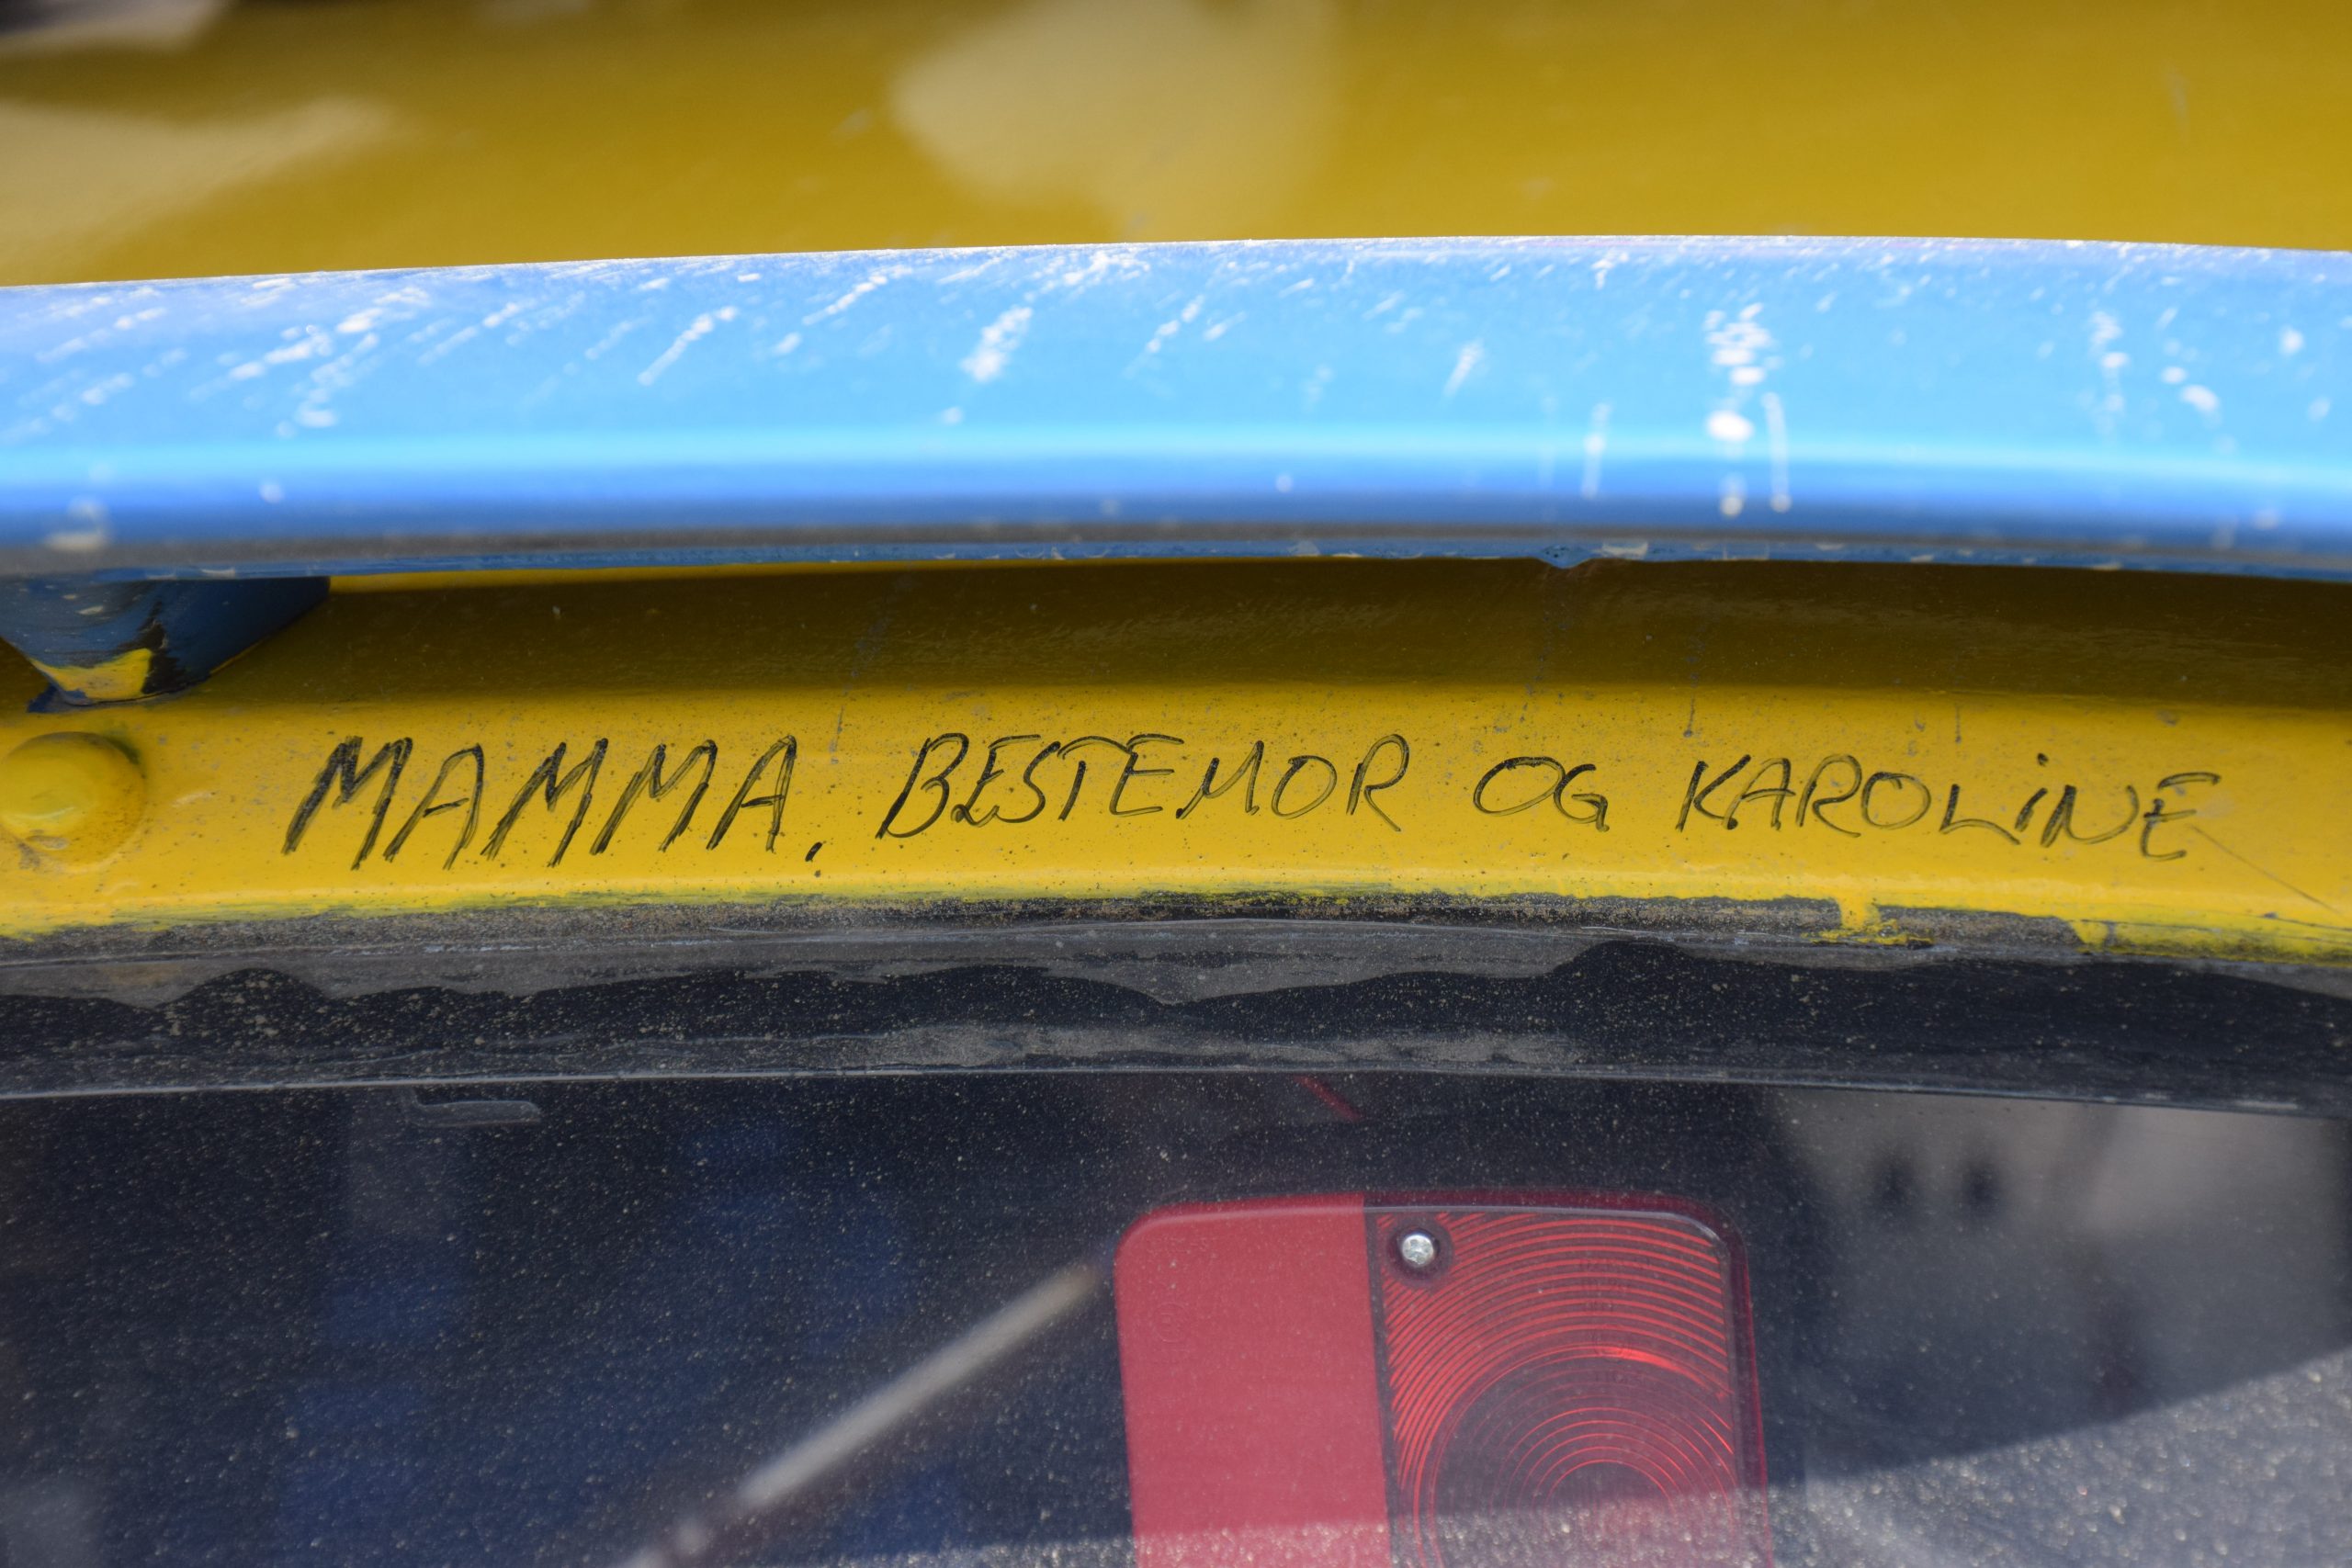 MAMMA, BESTEMOR OG KAROLINE